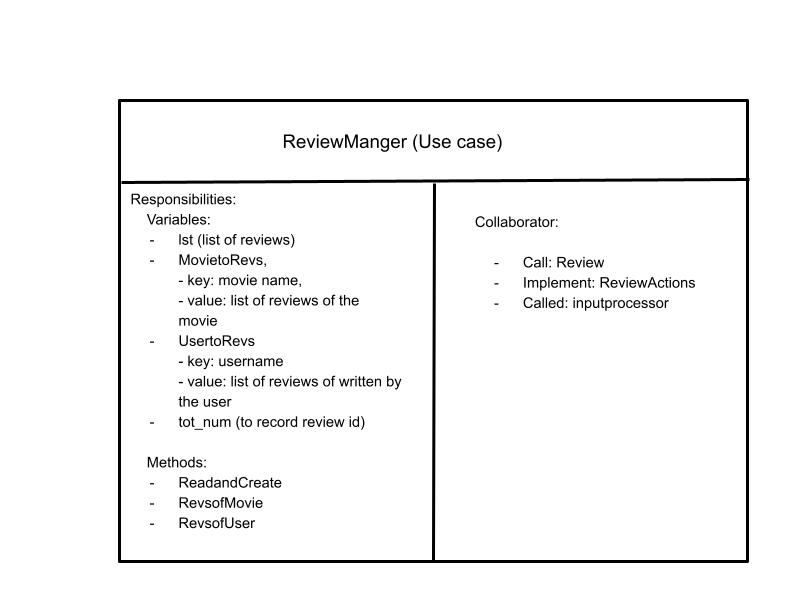 ReviewManger (Use case)
Responsibilities:
Variables:
- lst (list of reviews)
- MovietoRevs,
- key: movie name,
- value: list of reviews of the
movie
- UsertoRevs
- key: username
- value: list of reviews of written by
the user
- tot_num (to record review id)
Methods:
- ReadandCreate
- RevsofMovie
- RevsofUser
Collaborator:
- Call: Review
- Implement: ReviewActions
- Called: inputprocessor